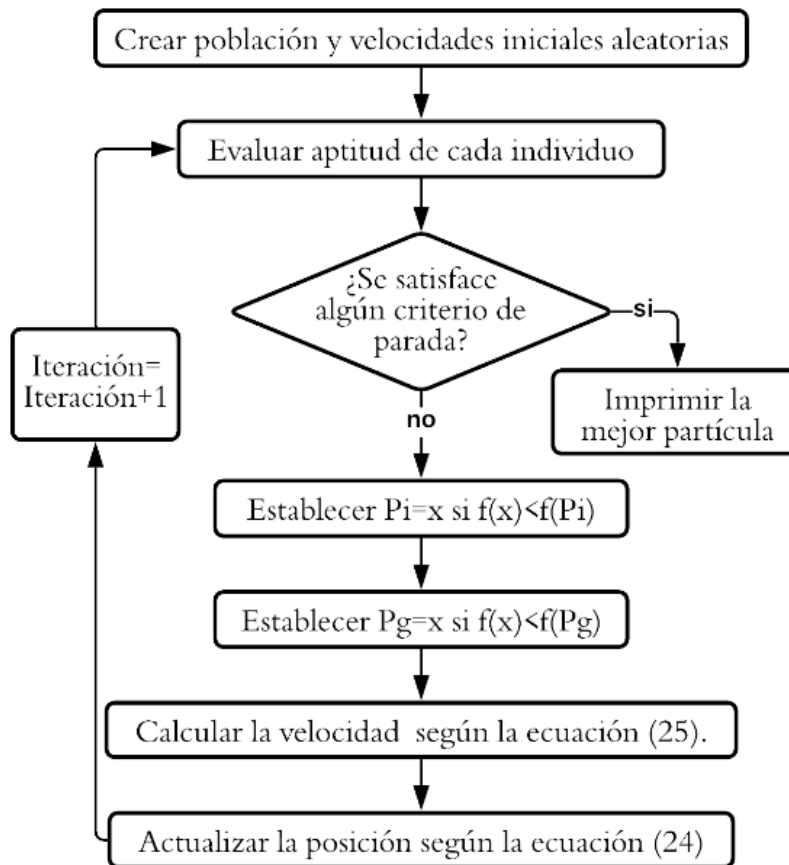 Crear población y velocidades iniciales aleatorias
Evaluar aptitud de cada individuo
¿Se satisface
algún criterio de
parada?
si
Imprimir la
mejor partícula
no
Iteración=
Iteración+1
Establecer Pi=x si f(x)<f(Pi)
Establecer Pg=x si f(x)<f(Pg)
Calcular la velocidad según la ecuación (25).
Actualizar la posición según la ecuación (24)